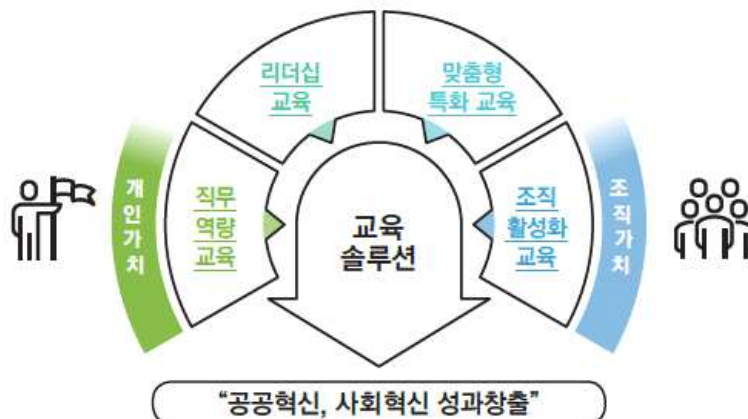 리더십
교육
맞춤형
특화 교육
개인가치
직무
역량
교육
교육
솔루션
조직
활성화
교육
조직가치
“공공혁신, 사회혁신 성과창출”